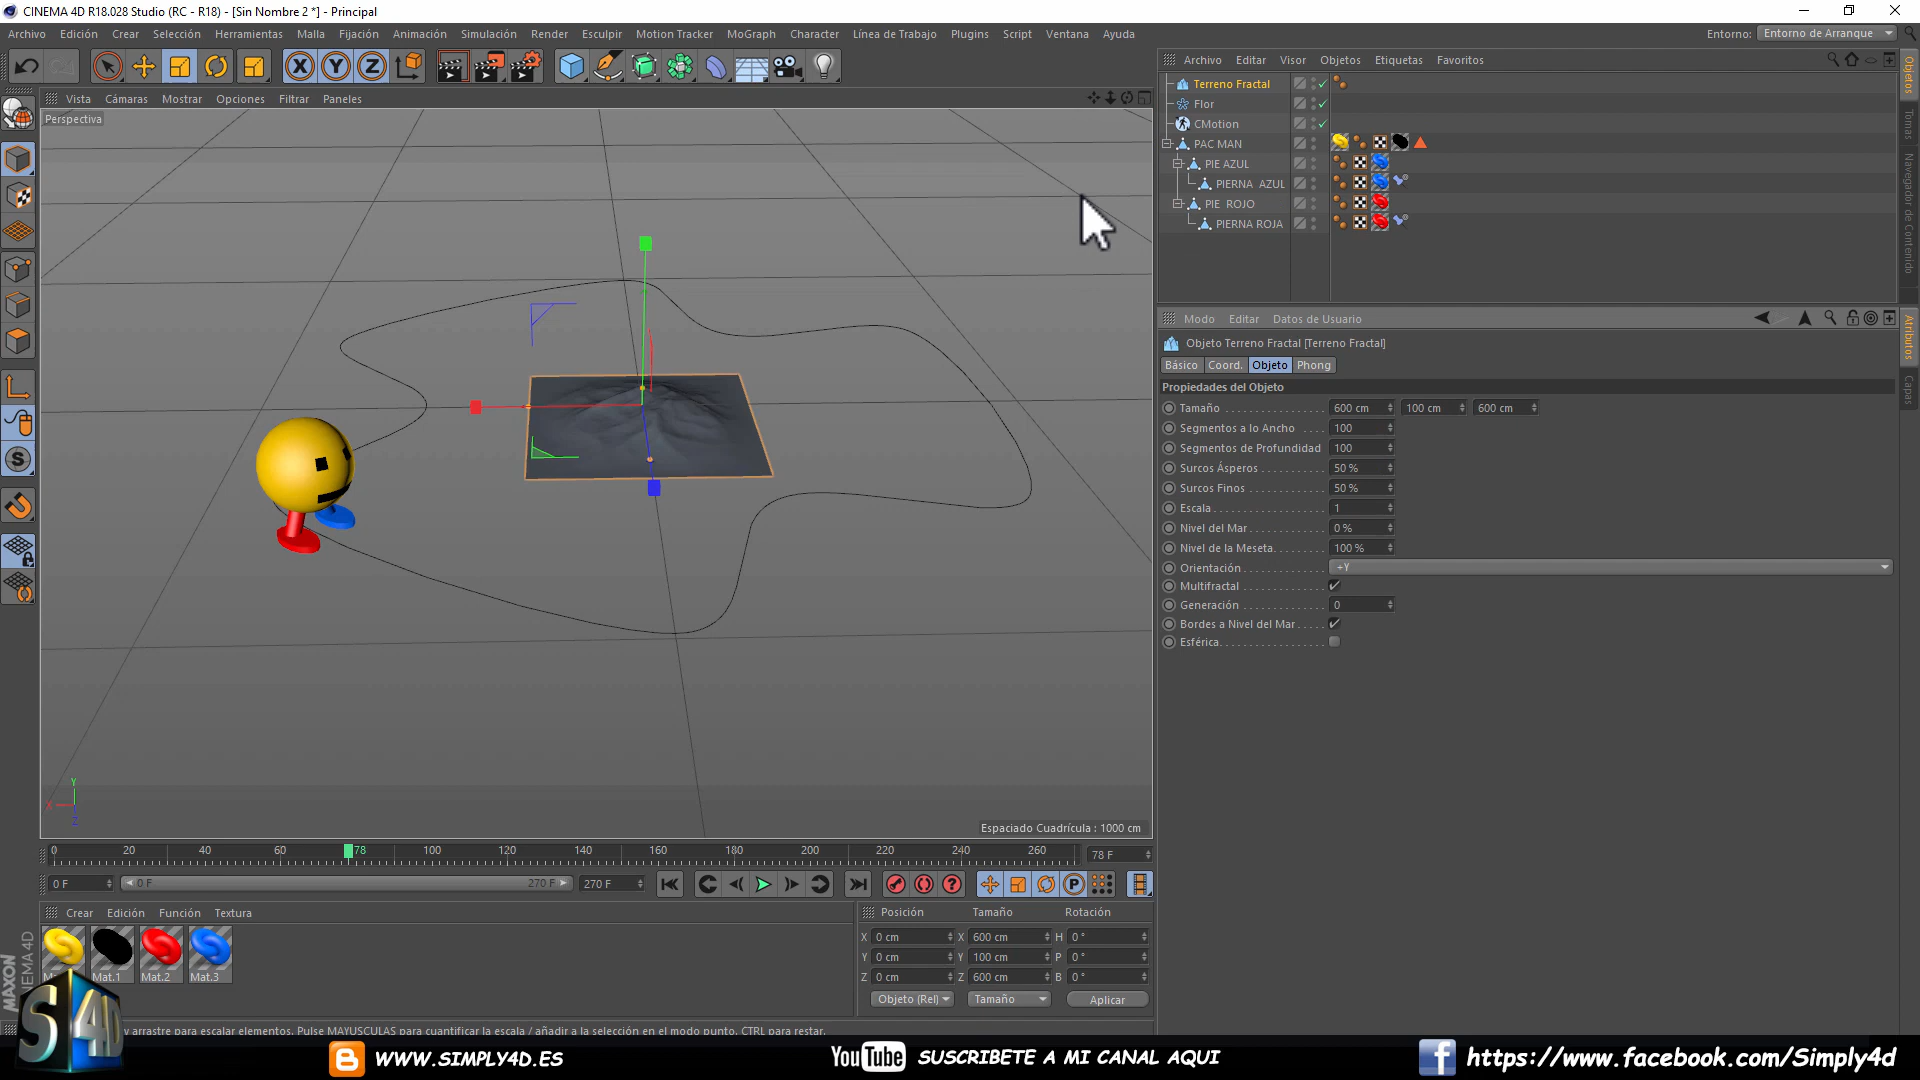 CINEMA 4D R18.028 Studio (RC - R18) - [Sin Nombre 2 *] - Principal
Archivo Edición Crear Selección Herramientas Malla Fijación Animación Simulación Render Esculpir Motion Tracker MoGraph Character Línea de Trabajo Plugins Script Ventana Ayuda
Entorno: Entorno de Arranque
X Y Z
Archivo Editar Visor Objetos Etiquetas Favoritos
Vista Cámaras Mostrar Opciones Filtrar Paneles
Perspectiva
Terreno Fractal
Flor
CMotion
PAC MAN
PIE AZUL
PIERNA AZUL
PIE ROJO
PIERNA ROJA
Objetos
Tomas
Navegador de Contenido
Modo Editar Datos de Usuario
Objeto Terreno Fractal [Terreno Fractal]
Básico Coord. Objeto Phong
Propiedades del Objeto
Tamaño 600 cm 100 cm 600 cm
Segmentos a lo Ancho 100
Segmentos de Profundidad 100
Surcos Ásperos 50 %
Surcos Finos 50 %
Escala 1
Nivel del Mar 0 %
Nivel de la Meseta 100 %
Orientación +Y
Multifractal
Generación 0
Bordes a Nivel del Mar
Esférica
Atributos
Capas
Y
X
Z
Espaciado Cuadrícula : 1000 cm
0 20 40 60 78 100 120 140 160 180 200 220 240 260 78 F
0 F 0 F 270 F 270 F
Crear Edición Función Textura
Mat.1 Mat.2 Mat.3
Posición Tamaño Rotación
X 0 cm X 600 cm H 0 °
Y 0 cm Y 100 cm P 0 °
Z 0 cm Z 600 cm B 0 °
Objeto (Rel) Tamaño Aplicar
MAXON
CINEMA 4D
y arrastre para escalar elementos. Pulse MAYUSCULAS para cuantificar la escala / añadir a la selección en el modo punto, CTRL para restar.
S4D
WWW.SIMPLY4D.ES
YouTube SUSCRIBETE A MI CANAL AQUI
https://www.facebook.com/Simply4d